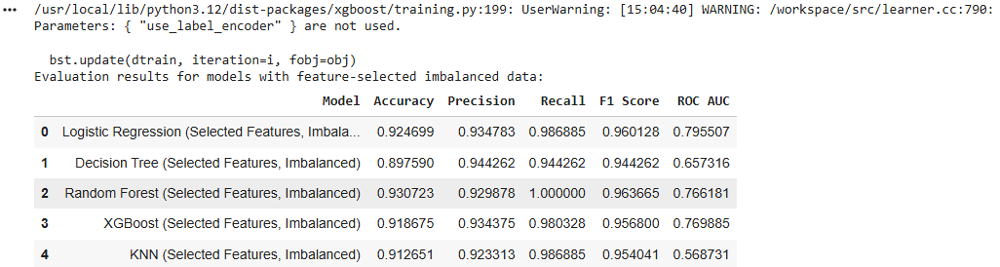 ••• /usr/local/lib/python3.12/dist-packages/xgboost/training.py:199: UserWarning: [15:04:40] WARNING: /workspace/src/learner.cc:790:
Parameters: { "use_label_encoder" } are not used.
bst.update(dtrain, iteration=i, fobj=obj)
Evaluation results for models with feature-selected imbalanced data:
Model Accuracy Precision Recall F1 Score ROC AUC
0 Logistic Regression (Selected Features, Imbala... 0.924699 0.934783 0.986885 0.960128 0.795507
1 Decision Tree (Selected Features, Imbalanced) 0.897590 0.944262 0.944262 0.944262 0.657316
2 Random Forest (Selected Features, Imbalanced) 0.930723 0.929878 1.000000 0.963665 0.766181
3 XGBoost (Selected Features, Imbalanced) 0.918675 0.934375 0.980328 0.956800 0.769885
4 KNN (Selected Features, Imbalanced) 0.912651 0.923313 0.986885 0.954041 0.568731